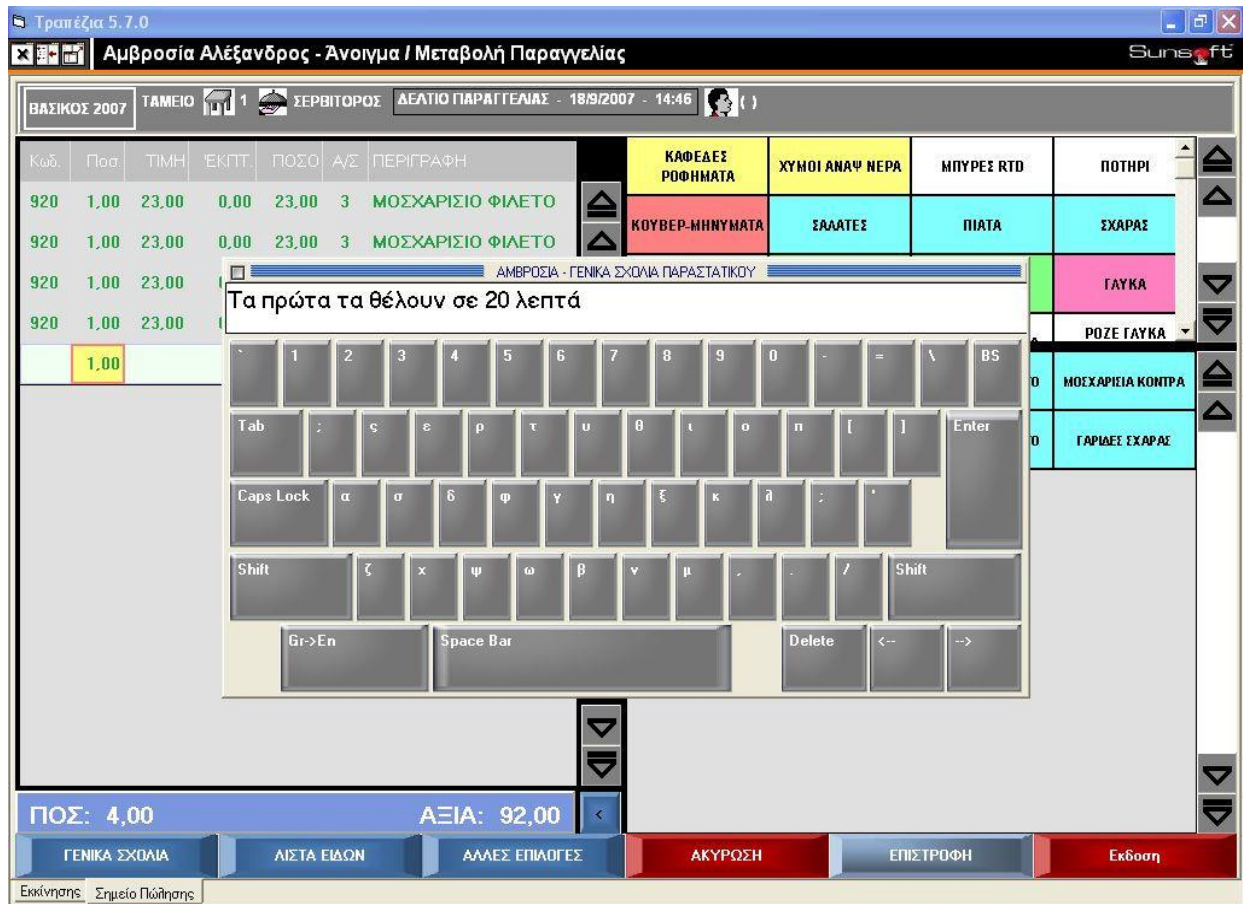 Τραπέζια 5.7.0
Αμβροσία Αλέξανδρος - Άνοιγμα / Μεταβολή Παραγγελίας
Sunsoft
ΒΑΣΙΚΟΣ 2007 ΤΑΜΕΙΟ 1 ΣΕΡΒΙΤΟΡΟΣ ΔΕΛΤΙΟ ΠΑΡΑΓΓΕΛΙΑΣ - 18/9/2007 - 14:46 ( )
Κωδ. Ποσ. ΤΙΜΗ ΈΚΠΤ. ΠΟΣΟ Α/Σ ΠΕΡΙΓΡΑΦΗ
920 1,00 23,00 0,00 23,00 3 ΜΟΣΧΑΡΙΣΙΟ ΦΙΛΕΤΟ
920 1,00 23,00 0,00 23,00 3 ΜΟΣΧΑΡΙΣΙΟ ΦΙΛΕΤΟ
920 1,00 23,00
920 1,00 23,00
1,00
ΚΑΦΕΔΕΣ ΡΟΦΗΜΑΤΑ
ΧΥΜΟΙ ΑΝΑΨ ΝΕΡΑ
ΜΠΥΡΕΣ RTD
ΠΟΤΗΡΙ
ΚΟΥΒΕΡ-ΜΗΝΥΜΑΤΑ
ΣΑΛΑΤΕΣ
ΠΙΑΤΑ
ΣΧΑΡΑΣ
ΓΛΥΚΑ
ΡΟΖΕ ΓΛΥΚΑ
ΜΟΣΧΑΡΙΣΙΑ ΚΟΝΤΡΑ
ΓΑΡΙΔΕΣ ΣΧΑΡΑΣ
ΑΜΒΡΟΣΙΑ - ΓΕΝΙΚΑ ΣΧΟΛΙΑ ΠΑΡΑΣΤΑΤΙΚΟΥ
Τα πρώτα τα θέλουν σε 20 λεπτά
` 1 2 3 4 5 6 7 8 9 0 - = \ BS
Tab ; ς ε ρ τ υ θ ι ο π [ ] Enter
Caps Lock α σ δ φ γ η ξ κ λ ; '
Shift ζ χ ψ ω β ν μ , . / Shift
Gr->En Space Bar Delete <-- -->
ΠΟΣ: 4,00 ΑΞΙΑ: 92,00 <
ΓΕΝΙΚΑ ΣΧΟΛΙΑ ΛΙΣΤΑ ΕΙΔΩΝ ΑΛΛΕΣ ΕΠΙΛΟΓΕΣ ΑΚΥΡΩΣΗ ΕΠΙΣΤΡΟΦΗ Εκδοση
Εκκίνησης Σημείο Πώλησης